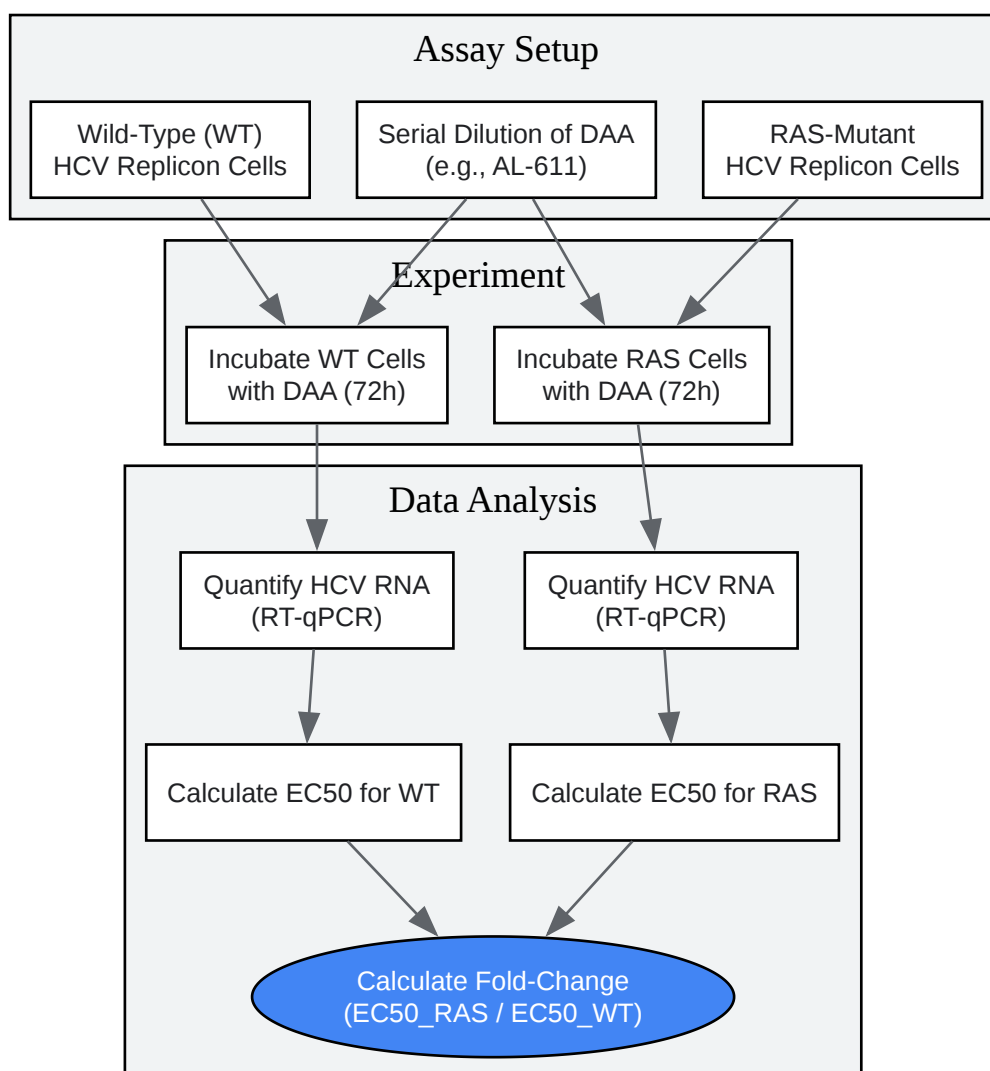 Assay Setup
Wild-Type (WT)
HCV Replicon Cells
Serial Dilution of DAA
(e.g., AL-611)
RAS-Mutant
HCV Replicon Cells
Experiment
Incubate WT Cells
with DAA (72h)
Incubate RAS Cells
with DAA (72h)
Data Analysis
Quantify HCV RNA
(RT-qPCR)
Quantify HCV RNA
(RT-qPCR)
Calculate EC50 for WT
Calculate EC50 for RAS
Calculate Fold-Change
(EC50_RAS / EC50_WT)